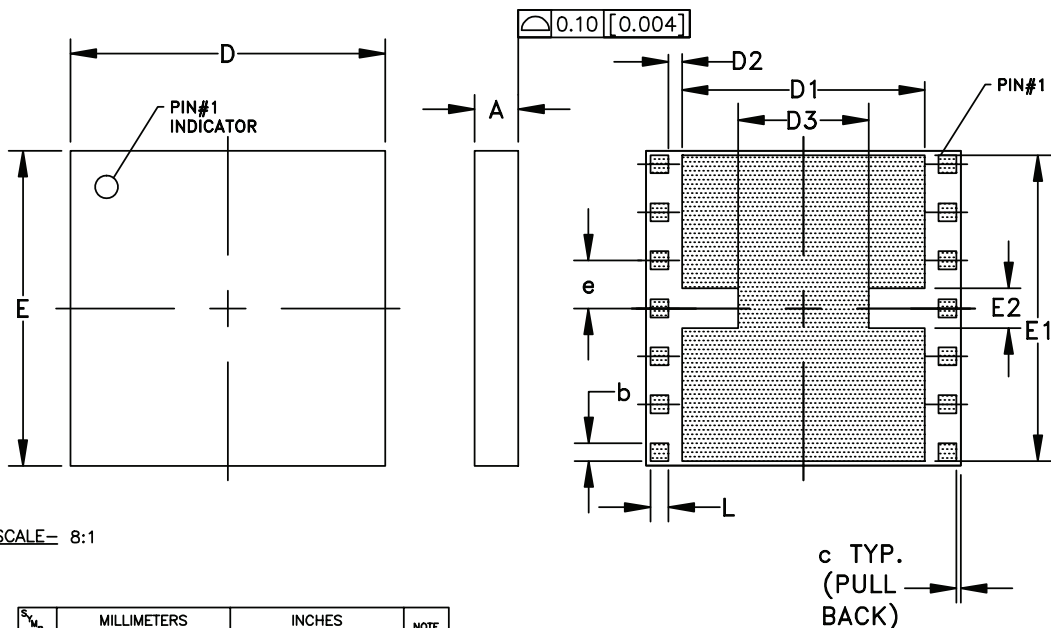 0.10 [0.004]
D
D2
D1
PIN#1
PIN#1
INDICATOR
A
D3
E
e
E2
E1
b
L
SCALE- 8:1
c TYP.
(PULL
BACK)
MILLIMETERS INCHES NOTE